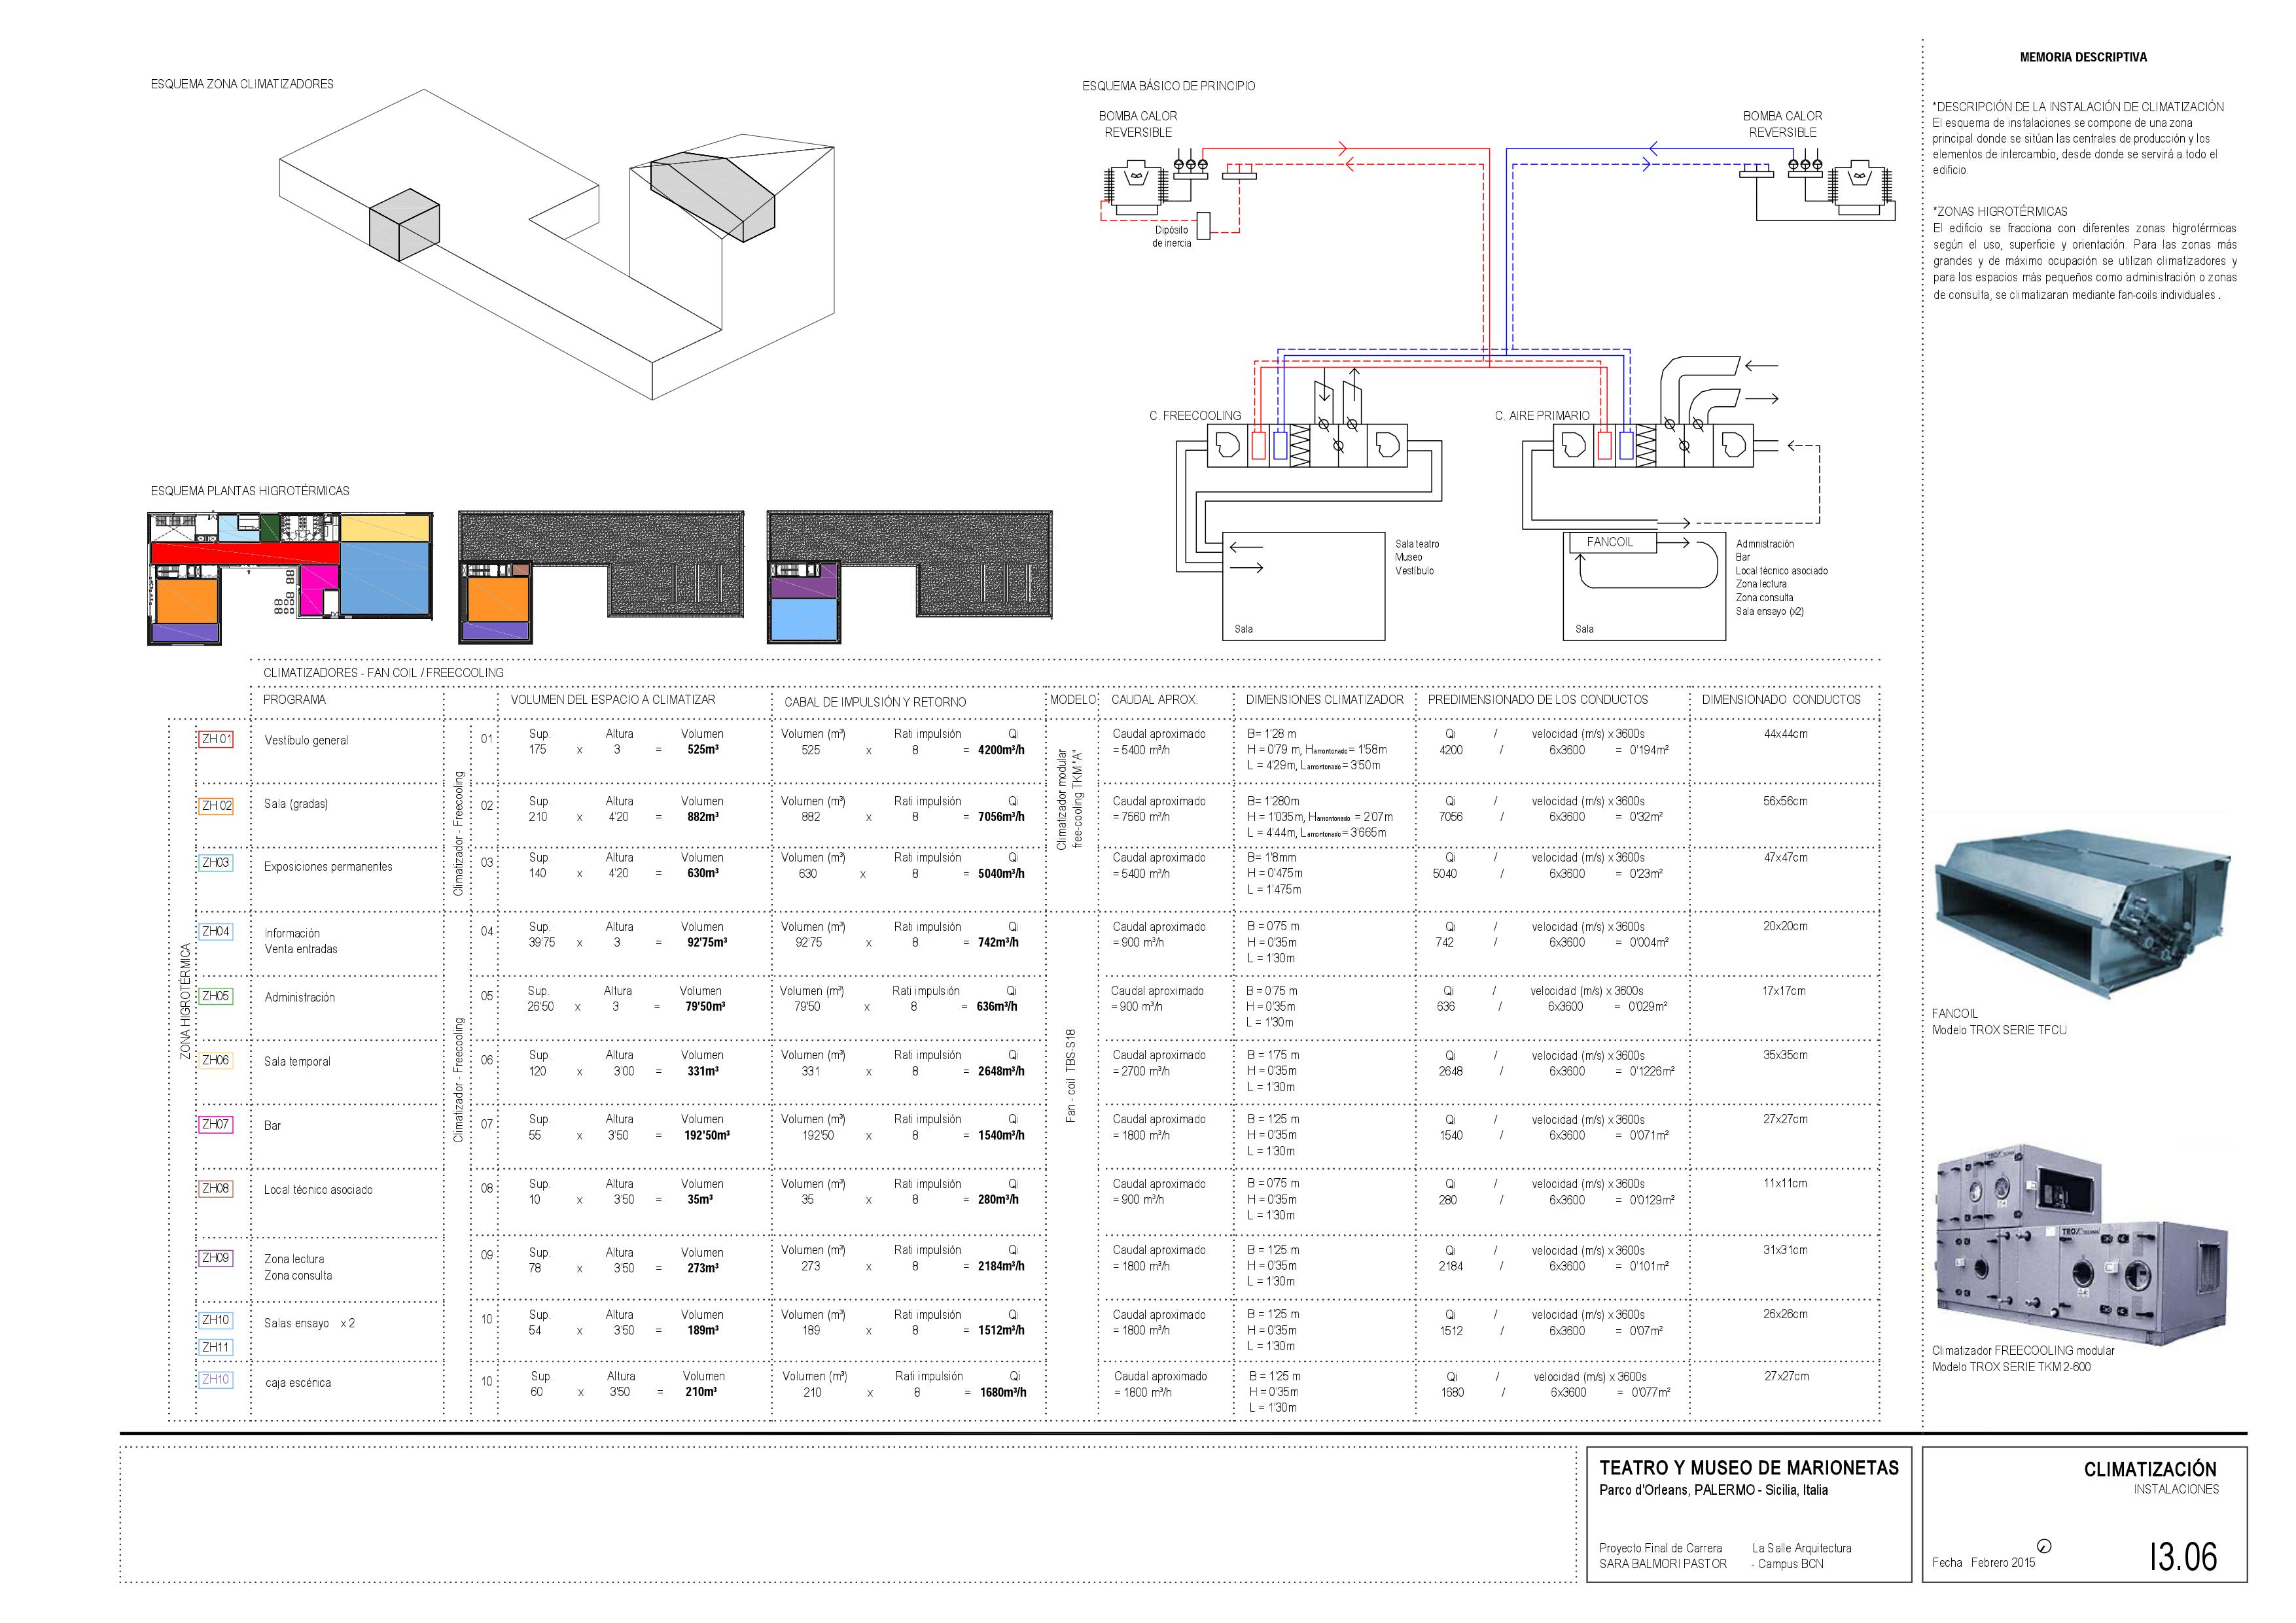 ESQUEMA ZONA CLIMATIZADORES
ESQUEMA BÁSICO DE PRINCIPIO
BOMBA CALOR
REVERSIBLE
BOMBA CALOR
REVERSIBLE
Dipósito
de inercia
C. FREECOOLING
C. AIRE PRIMARIO
Sala teatro
Museo
Vestíbulo
Sala
FANCOIL
Admnistración
Bar
Local técnico asociado
Zona lectura
Zona consulta
Sala ensayo (x2)
Sala
ESQUEMA PLANTAS HIGROTÉRMICAS
MEMORIA DESCRIPTIVA
*DESCRIPCIÓN DE LA INSTALACIÓN DE CLIMATIZACIÓN
El esquema de instalaciones se compone de una zona
principal donde se sitúan las centrales de producción y los
elementos de intercambio, desde donde se servirá a todo el
edificio.
*ZONAS HIGROTÉRMICAS
El edificio se fracciona con diferentes zonas higrotérmicas
según el uso, superficie y orientación. Para las zonas más
grandes y de máximo ocupación se utilizan climatizadores y
para los espacios más pequeños como administración o zonas
de consulta, se climatizaran mediante fan-coils individuales .
CLIMATIZADORES - FAN COIL / FREECOOLING
PROGRAMA VOLUMEN DEL ESPACIO A CLIMATIZAR CABAL DE IMPULSIÓN Y RETORNO MODELO CAUDAL APROX. DIMENSIONES CLIMATIZADOR PREDIMENSIONADO DE LOS CONDUCTOS DIMENSIONADO CONDUCTOS
ZONA HIGROTÉRMICA
Climatizador - Freecooling
Climatizador - Freecooling
Climatizador modular
free-cooling TKM "A"
Fan - coil TBS-S18
ZH 01 Vestíbulo general 01 Sup. Altura Volumen Volumen (m³) Rati impulsión Qi Caudal aproximado B= 1'28 m Qi / velocidad (m/s) x 3600s 44x44cm
175 x 3 = 525m³ 525 x 8 = 4200m³/h = 5400 m³/h H = 0'79 m, Hamontonado = 1'58m 4200 / 6x3600 = 0'194m²
L = 4'29m, Lamontonado = 3'50m
ZH 02 Sala (gradas) 02 Sup. Altura Volumen Volumen (m³) Rati impulsión Qi Caudal aproximado B= 1'280m Qi / velocidad (m/s) x 3600s 56x56cm
210 x 4'20 = 882m³ 882 x 8 = 7056m³/h = 7560 m³/h H = 1'035m, Hamontonado = 2'07m 7056 / 6x3600 = 0'32m²
L = 4'44m, Lamontonado = 3'665m
ZH03 Exposiciones permanentes 03 Sup. Altura Volumen Volumen (m³) Rati impulsión Qi Caudal aproximado B= 1'8mm Qi / velocidad (m/s) x 3600s 47x47cm
140 x 4'20 = 630m³ 630 x 8 = 5040m³/h = 5400 m³/h H = 0'475m 5040 / 6x3600 = 0'23m²
L = 1'475m
ZH04 Información 04 Sup. Altura Volumen Volumen (m³) Rati impulsión Qi Caudal aproximado B = 0'75 m Qi / velocidad (m/s) x 3600s 20x20cm
Venta entradas 39'75 x 3 = 92'75m³ 92'75 x 8 = 742m³/h = 900 m³/h H = 0'35m 742 / 6x3600 = 0'004m²
L = 1'30m
ZH05 Administración 05 Sup. Altura Volumen Volumen (m³) Rati impulsión Qi Caudal aproximado B = 0'75 m Qi / velocidad (m/s) x 3600s 17x17cm
26'50 x 3 = 79'50m³ 79'50 x 8 = 636m³/h = 900 m³/h H = 0'35m 636 / 6x3600 = 0'029m²
L = 1'30m
ZH06 Sala temporal 06 Sup. Altura Volumen Volumen (m³) Rati impulsión Qi Caudal aproximado B = 1'75 m Qi / velocidad (m/s) x 3600s 35x35cm
120 x 3'00 = 331m³ 331 x 8 = 2648m³/h = 2700 m³/h H = 0'35m 2648 / 6x3600 = 0'1226m²
L = 1'30m
ZH07 Bar 07 Sup. Altura Volumen Volumen (m³) Rati impulsión Qi Caudal aproximado B = 1'25 m Qi / velocidad (m/s) x 3600s 27x27cm
55 x 3'50 = 192'50m³ 192'50 x 8 = 1540m³/h = 1800 m³/h H = 0'35m 1540 / 6x3600 = 0'071m²
L = 1'30m
ZH08 Local técnico asociado 08 Sup. Altura Volumen Volumen (m³) Rati impulsión Qi Caudal aproximado B = 0'75 m Qi / velocidad (m/s) x 3600s 11x11cm
10 x 3'50 = 35m³ 35 x 8 = 280m³/h = 900 m³/h H = 0'35m 280 / 6x3600 = 0'0129m²
L = 1'30m
ZH09 Zona lectura 09 Sup. Altura Volumen Volumen (m³) Rati impulsión Qi Caudal aproximado B = 1'25 m Qi / velocidad (m/s) x 3600s 31x31cm
Zona consulta 78 x 3'50 = 273m³ 273 x 8 = 2184m³/h = 1800 m³/h H = 0'35m 2184 / 6x3600 = 0'101m²
L = 1'30m
ZH10 Salas ensayo x 2 10 Sup. Altura Volumen Volumen (m³) Rati impulsión Qi Caudal aproximado B = 1'25 m Qi / velocidad (m/s) x 3600s 26x26cm
54 x 3'50 = 189m³ 189 x 8 = 1512m³/h = 1800 m³/h H = 0'35m 1512 / 6x3600 = 0'07m²
ZH11 L = 1'30m
ZH10 caja escénica 10 Sup. Altura Volumen Volumen (m³) Rati impulsión Qi Caudal aproximado B = 1'25 m Qi / velocidad (m/s) x 3600s 27x27cm
60 x 3'50 = 210m³ 210 x 8 = 1680m³/h = 1800 m³/h H = 0'35m 1680 / 6x3600 = 0'077m²
L = 1'30m
FANCOIL
Modelo TROX SERIE TFCU
TROX
TROX
Climatizador FREECOOLING modular
Modelo TROX SERIE TKM 2-600
TEATRO Y MUSEO DE MARIONETAS
Parco d'Orleans, PALERMO - Sicilia, Italia
Proyecto Final de Carrera La Salle Arquitectura
SARA BALMORI PASTOR - Campus BCN
CLIMATIZACIÓN
INSTALACIONES
Fecha Febrero 2015
I3.06